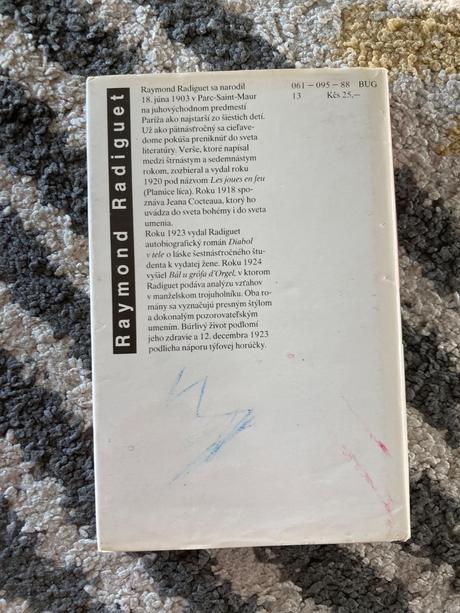 Raymond Radiguet
Raymond Radiguet sa narodil
18. júna 1903 v Parc-Saint-Maur
na juhovýchodnom predmestí
Paríža ako najstarší zo šiestich detí.
Už ako pätnásťročný sa cieľave-
dome pokúša preniknúť do sveta
literatúry. Verše, ktoré napísal
medzi štrnástym a sedemnástym
rokom, zozbieral a vydal roku
1920 pod názvom Les joues en feu
(Planúce líca). Roku 1918 spo-
znáva Jeana Cocteaua, ktorý ho
uvádza do sveta bohémy i do sveta
umenia.
Roku 1923 vydal Radiguet
autobiografický román Diabol
v tele o láske šestnásťročného štu-
denta k vydatej žene. Roku 1924
vyšiel Bál u grófa d'Orgel, v ktorom
Radiguet podáva analýzu vzťahov
v manželskom trojuholníku. Oba ro-
mány sa vyznačujú presným štýlom
a dokonalým pozorovateľským
umením. Búrlivý život podlomí
jeho zdravie a 12. decembra 1923
podlieha náporu týfovej horúčky.
061 — 095 — 88 BUG
13 Kčs 25,—